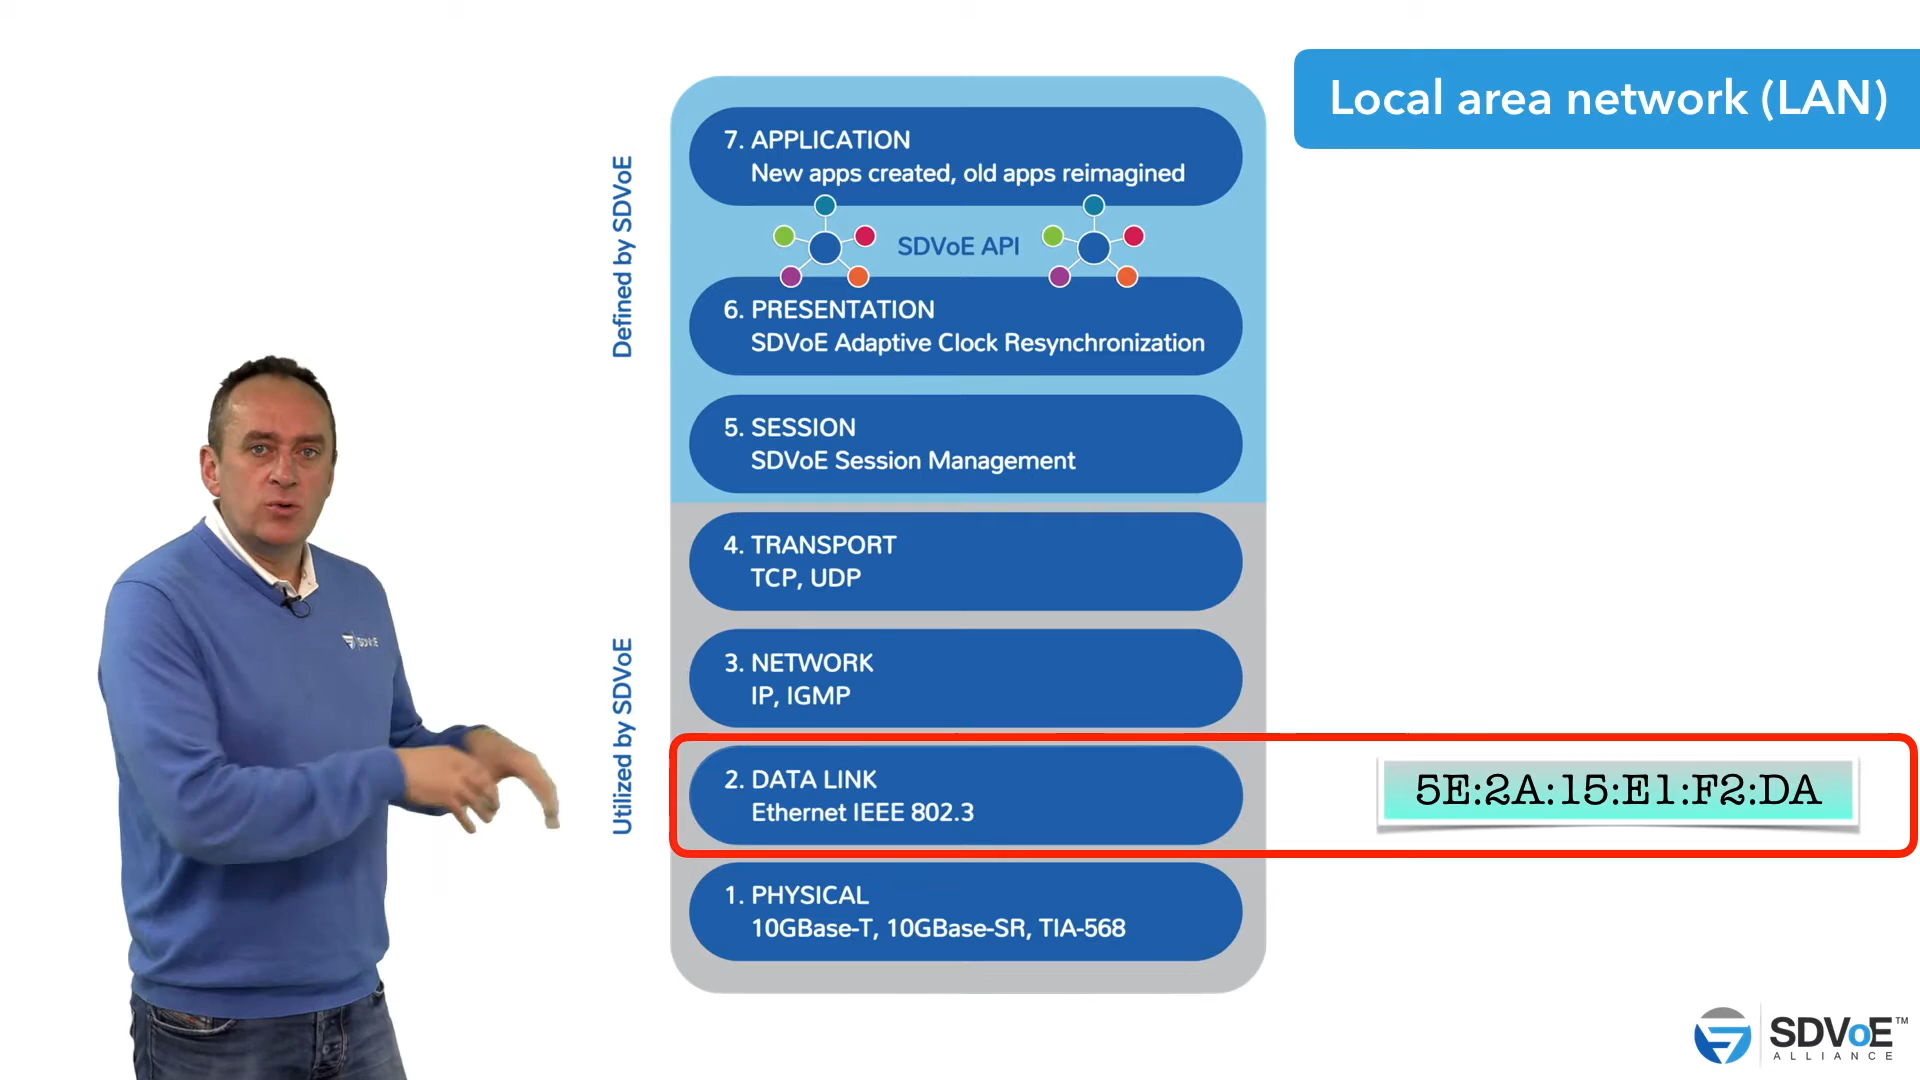 Local area network (LAN)
Defined by SDVoE
7. APPLICATION
New apps created, old apps reimagined
SDVoE API
6. PRESENTATION
SDVoE Adaptive Clock Resynchronization
5. SESSION
SDVoE Session Management
Utilized by SDVoE
4. TRANSPORT
TCP, UDP
3. NETWORK
IP, IGMP
2. DATA LINK
Ethernet IEEE 802.3
5E:2A:15:E1:F2:DA
1. PHYSICAL
10GBase-T, 10GBase-SR, TIA-568
SDVoE
SDVoE™
ALLIANCE